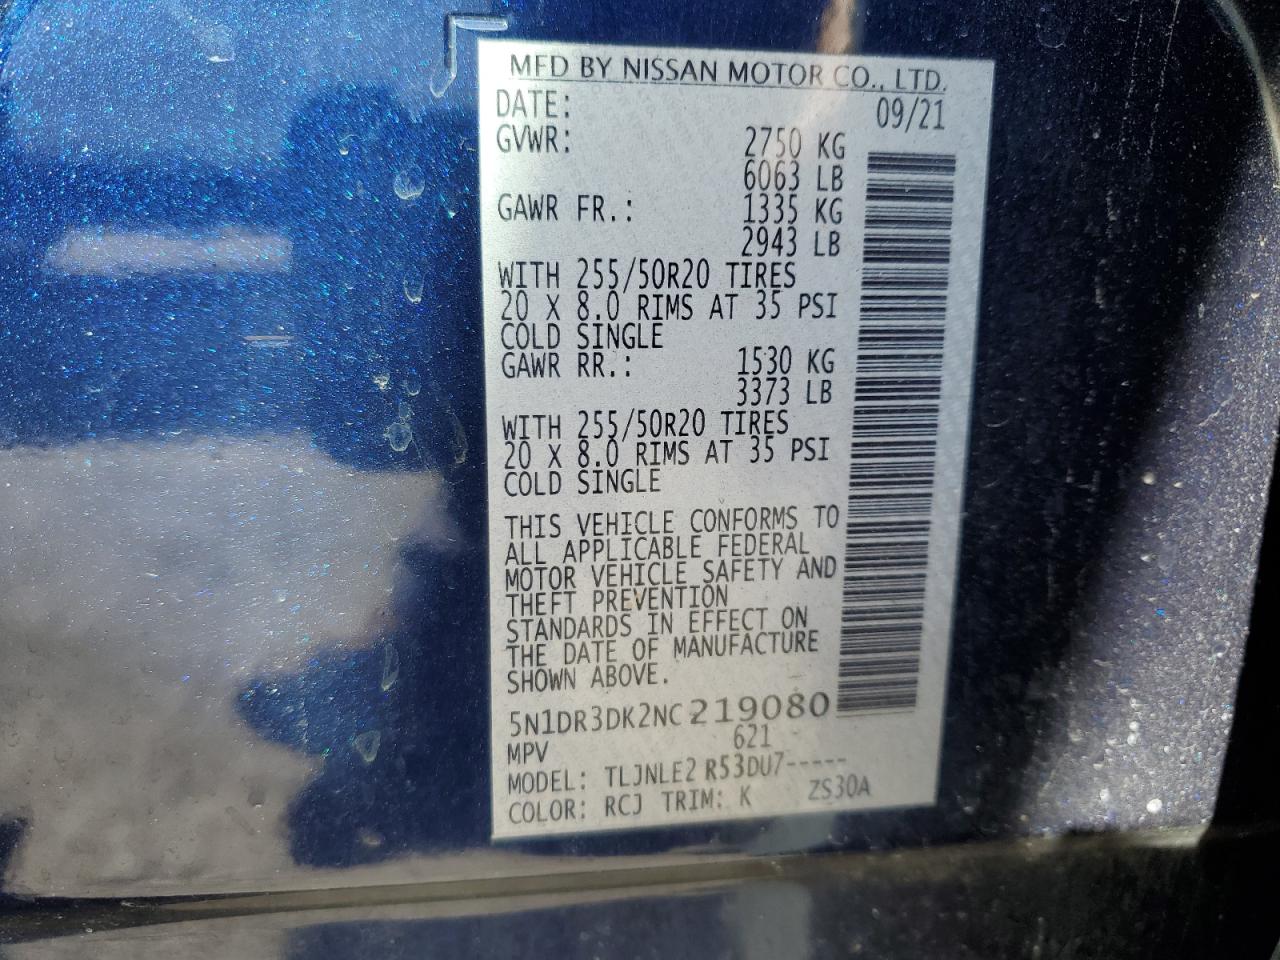 MFD BY NISSAN MOTOR CO., LTD.
DATE: 09/21
GVWR: 2750 KG
6063 LB
GAWR FR.: 1335 KG
2943 LB
WITH 255/50R20 TIRES
20 X 8.0 RIMS AT 35 PSI
COLD SINGLE
GAWR RR.: 1530 KG
3373 LB
WITH 255/50R20 TIRES
20 X 8.0 RIMS AT 35 PSI
COLD SINGLE
THIS VEHICLE CONFORMS TO
ALL APPLICABLE FEDERAL
MOTOR VEHICLE SAFETY AND
THEFT PREVENTION
STANDARDS IN EFFECT ON
THE DATE OF MANUFACTURE
SHOWN ABOVE.
5N1DR3DK2NC219080
MPV 621
MODEL: TLJNLE2 R53DU7-----
COLOR: RCJ TRIM: K ZS30A